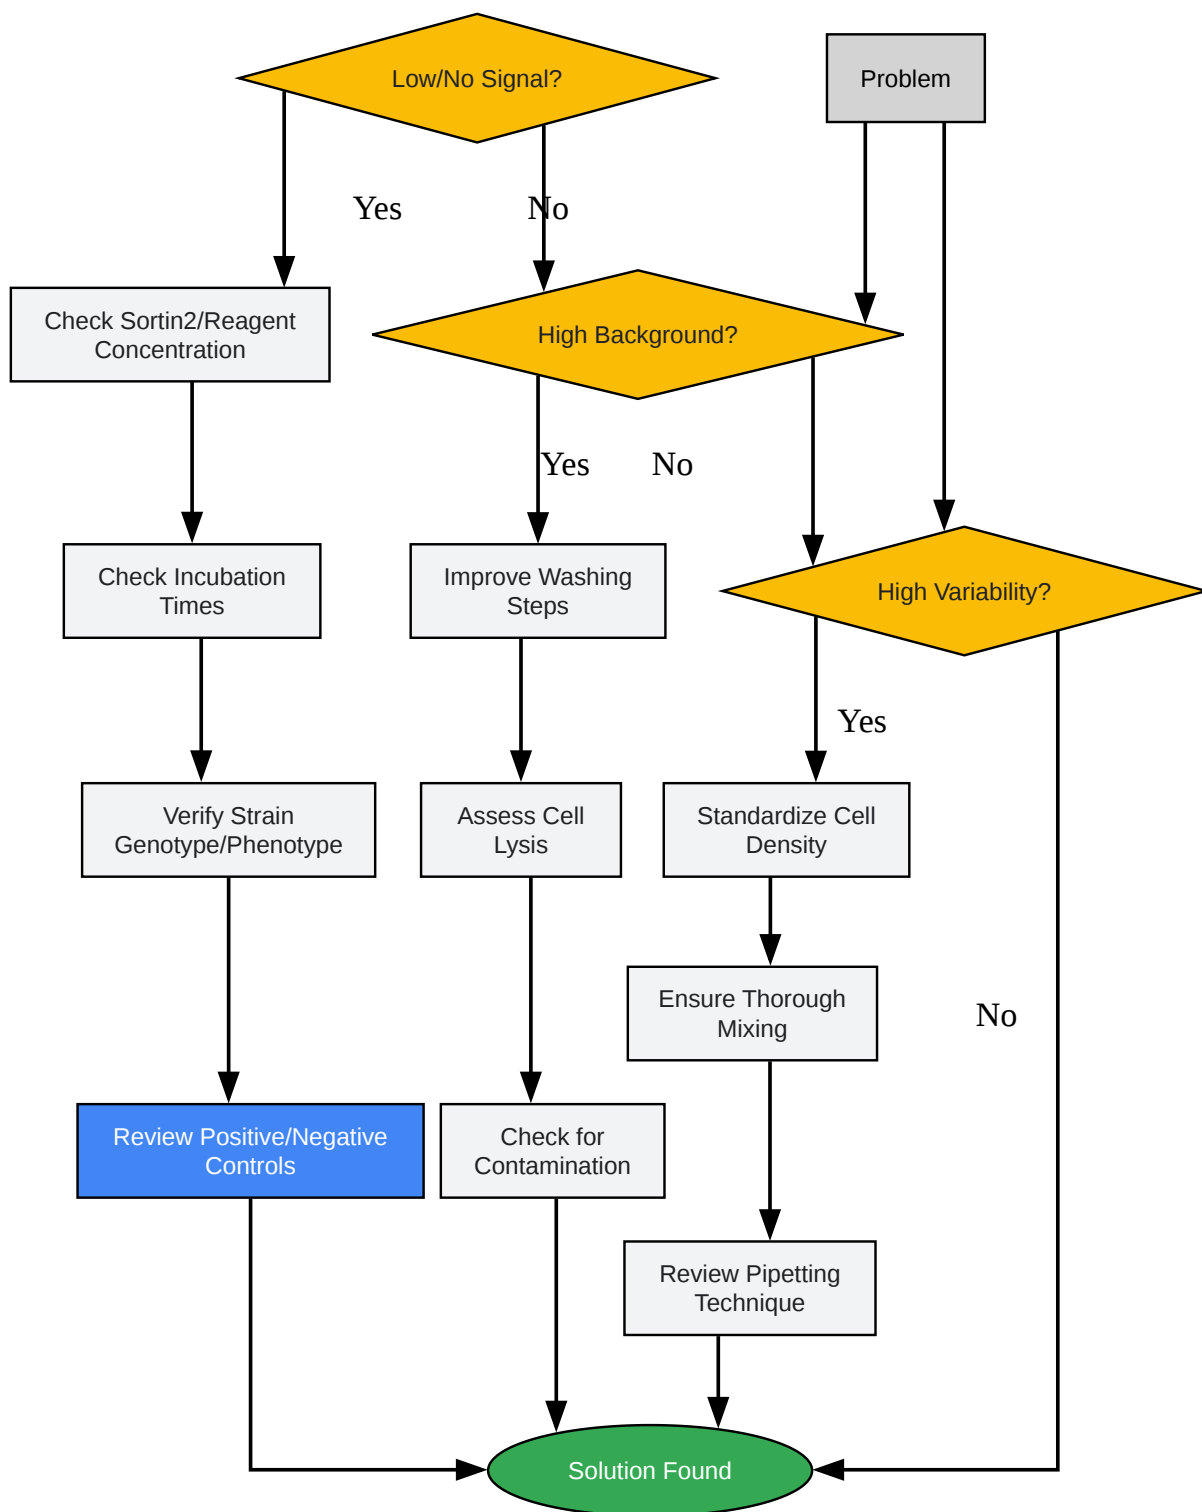 Low/No Signal?
Problem
Yes
No
Check Sortin2/Reagent
Concentration
High Background?
Yes
No
Check Incubation
Times
Improve Washing
Steps
High Variability?
Yes
Verify Strain
Genotype/Phenotype
Assess Cell
Lysis
Standardize Cell
Density
Ensure Thorough
Mixing
No
Review Positive/Negative
Controls
Check for
Contamination
Review Pipetting
Technique
Solution Found